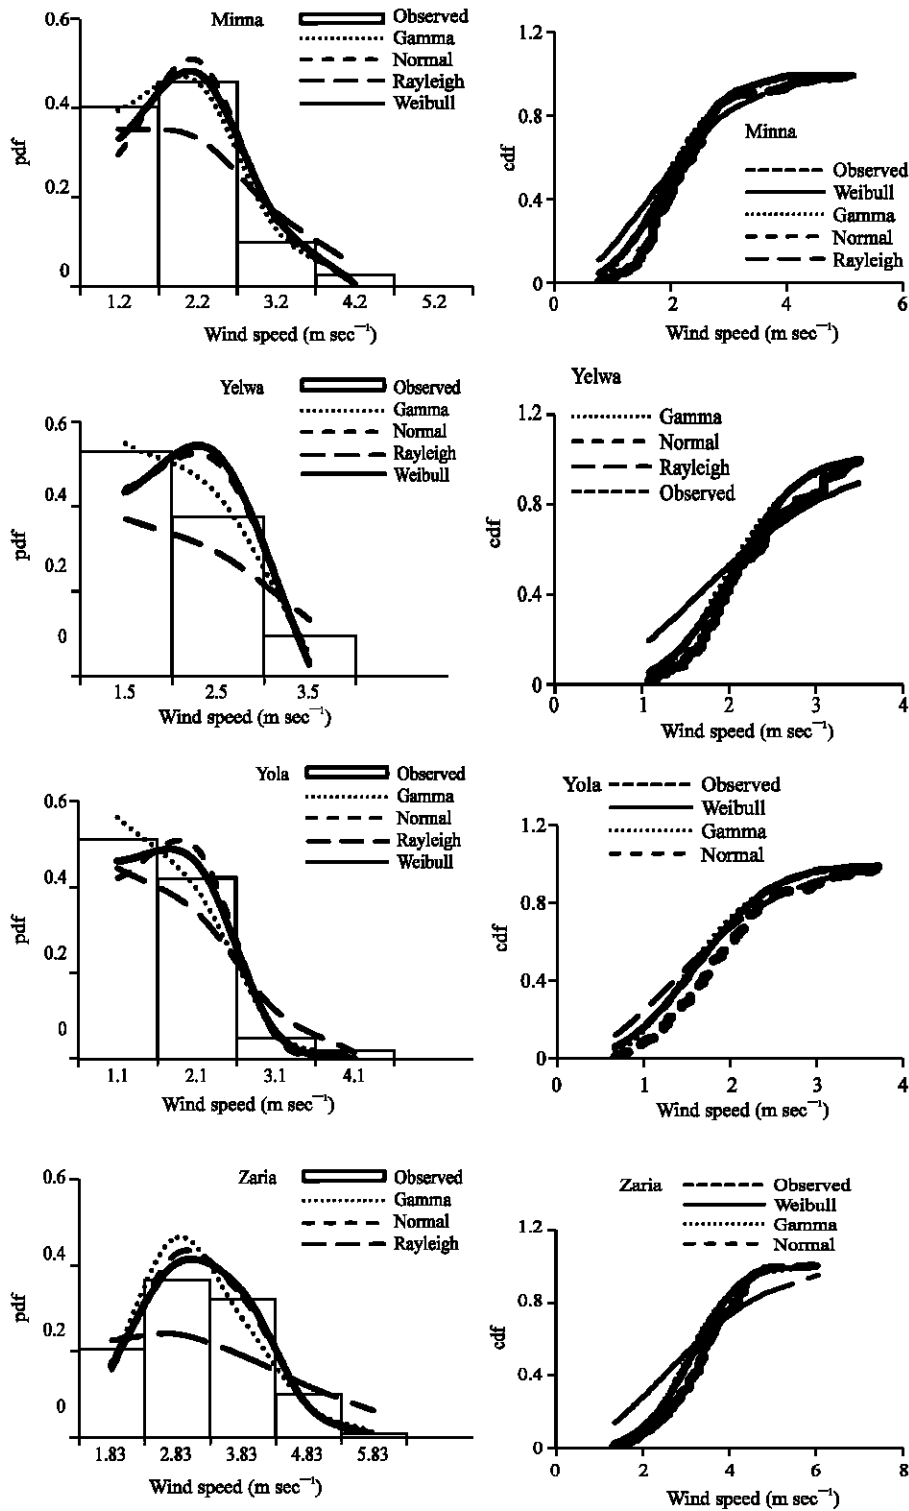 Minna
Observed
Gamma
Normal
Rayleigh
Weibull
0.6
0.4
0.2
0
pdf
1.2 2.2 3.2 4.2 5.2
Wind speed (m sec⁻¹)
1.2
0.8
0.4
0
cdf
Minna
Observed
Weibull
Gamma
Normal
Rayleigh
0 2 4 6
Wind speed (m sec⁻¹)
Yelwa
Observed
Gamma
Normal
Rayleigh
Weibull
0.6
0.4
0.2
0
pdf
1.5 2.5 3.5
Wind speed (m sec⁻¹)
Yelwa
Gamma
Normal
Rayleigh
Observed
1.2
0.8
0.4
0
cdf
0 1 2 3 4
Wind speed (m sec⁻¹)
Yola
Observed
Gamma
Normal
Rayleigh
Weibull
0.6
0.4
0.2
0
pdf
1.1 2.1 3.1 4.1
Wind speed (m sec⁻¹)
Yola
Observed
Weibull
Gamma
Normal
1.2
0.8
0.4
0
cdf
0 1 2 3 4
Wind speed (m sec⁻¹)
Zaria
Observed
Gamma
Normal
Rayleigh
0.6
0.4
0.2
0
pdf
1.83 2.83 3.83 4.83 5.83
Wind speed (m sec⁻¹)
Zaria
Observed
Weibull
Gamma
Normal
1.2
0.8
0.4
0
cdf
0 2 4 6 8
Wind speed (m sec⁻¹)